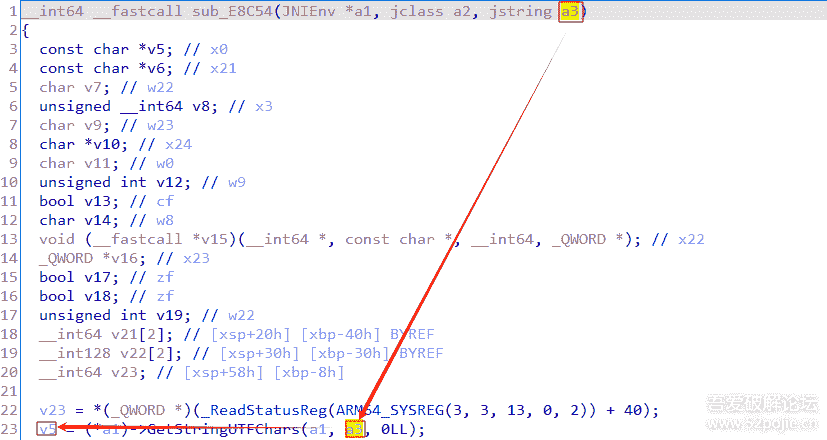 1 __int64 __fastcall sub_E8C54(JNIEnv *a1, jclass a2, jstring a3)
2 {
3 const char *v5; // x0
4 const char *v6; // x21
5 char v7; // w22
6 unsigned __int64 v8; // x3
7 char v9; // w23
8 char *v10; // x24
9 char v11; // w0
10 unsigned int v12; // w9
11 bool v13; // cf
12 char v14; // w8
13 void (__fastcall *v15)(__int64 *, const char *, __int64, _QWORD *); // x22
14 _QWORD *v16; // x23
15 bool v17; // zf
16 bool v18; // zf
17 unsigned int v19; // w22
18 __int64 v21[2]; // [xsp+20h] [xbp-40h] BYREF
19 __int128 v22[2]; // [xsp+30h] [xbp-30h] BYREF
20 __int64 v23; // [xsp+58h] [xbp-8h]
21
22 v23 = *(_QWORD *)(_ReadStatusReg(ARM64_SYSREG(3, 3, 13, 0, 2)) + 40);
23 v5 = (*a1)->GetStringUTFChars(a1, a3, 0LL);
吾爱破解论坛
www.52pojie.cn